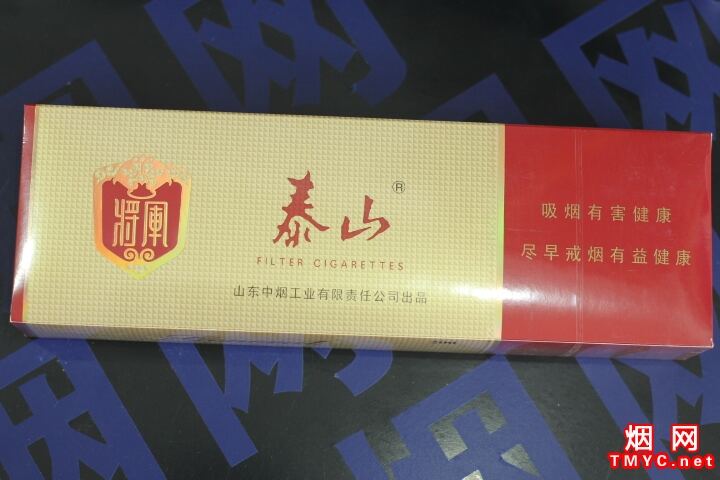 将軍
泰山®
FILTER CIGARETTES
山东中烟工业有限责任公司出品
吸烟有害健康
尽早戒烟有益健康
烟网
TMYC.net